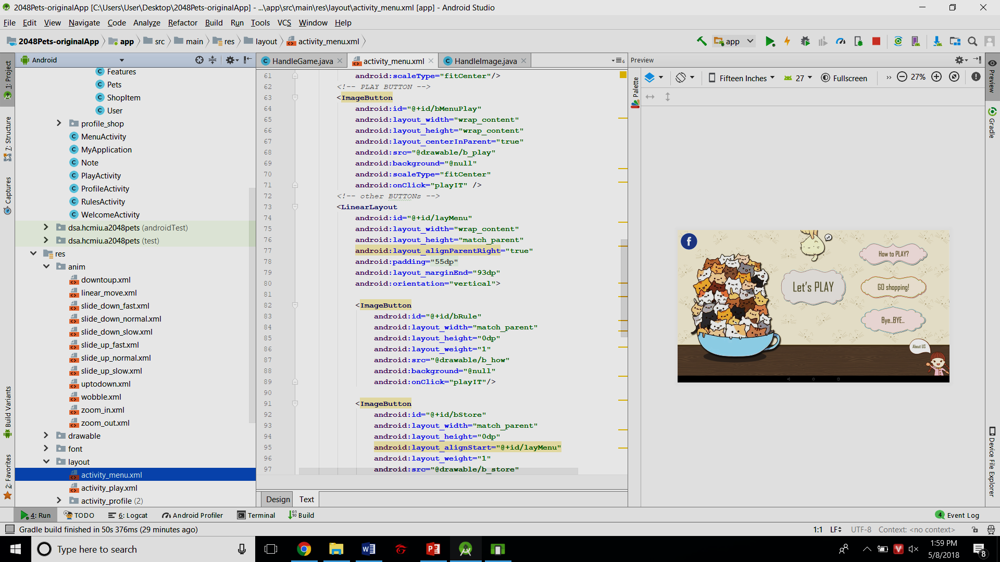 2048Pets-originalApp [C:\Users\User\Desktop\2048Pets-originalApp] - ...\app\src\main\res\layout\activity_menu.xml [app] - Android Studio
File Edit View Navigate Code Analyze Refactor Build Run Tools VCS Window Help
2048Pets-originalApp app src main res layout activity_menu.xml app
Android
HandleGame.java activity_menu.xml HandleImage.java
Preview
1: Project
7: Structure
Captures
Build Variants
2: Favorites
Features
Pets
ShopItem
User
profile_shop
MenuActivity
MyApplication
Note
PlayActivity
ProfileActivity
RulesActivity
WelcomeActivity
dsa.hcmiu.a2048pets (androidTest)
dsa.hcmiu.a2048pets (test)
res
anim
downtoup.xml
linear_move.xml
slide_down_fast.xml
slide_down_normal.xml
slide_down_slow.xml
slide_up_fast.xml
slide_up_normal.xml
slide_up_slow.xml
uptodown.xml
wobble.xml
zoom_in.xml
zoom_out.xml
drawable
font
layout
activity_menu.xml
activity_play.xml
activity_profile (2)
61 android:scaleType="fitCenter"/>
62 <!-- PLAY BUTTON -->
63 <ImageButton
64 android:id="@+id/bMenuPlay"
65 android:layout_width="wrap_content"
66 android:layout_height="wrap_content"
67 android:layout_centerInParent="true"
68 android:src="@drawable/b_play"
69 android:background="@null"
70 android:scaleType="fitCenter"
71 android:onClick="playIT" />
72 <!-- other BUTTONs -->
73 <LinearLayout
74 android:id="@+id/layMenu"
75 android:layout_width="wrap_content"
76 android:layout_height="match_parent"
77 android:layout_alignParentRight="true"
78 android:padding="55dp"
79 android:layout_marginEnd="93dp"
80 android:orientation="vertical">
81
82 <ImageButton
83 android:id="@+id/bRule"
84 android:layout_width="match_parent"
85 android:layout_height="0dp"
86 android:layout_weight="1"
87 android:src="@drawable/b_how"
88 android:background="@null"
89 android:onClick="playIT"/>
90
91 <ImageButton
92 android:id="@+id/bStore"
93 android:layout_width="match_parent"
94 android:layout_height="0dp"
95 android:layout_alignStart="@+id/layMenu"
96 android:layout_weight="1"
97 android:src="@drawable/b_store"
Design Text
Palette
Fifteen Inches 27 Fullscreen 27%
f
How to PLAY?
Let's PLAY
GO shopping!
Bye..BYE..
About US
Preview
Gradle
Device File Explorer
4: Run TODO 6: Logcat Android Profiler Terminal Build 4 Event Log
Gradle build finished in 50s 376ms (29 minutes ago) 1:1 LF UTF-8 Context: <no context>
Type here to search
1:59 PM
5/8/2018
8